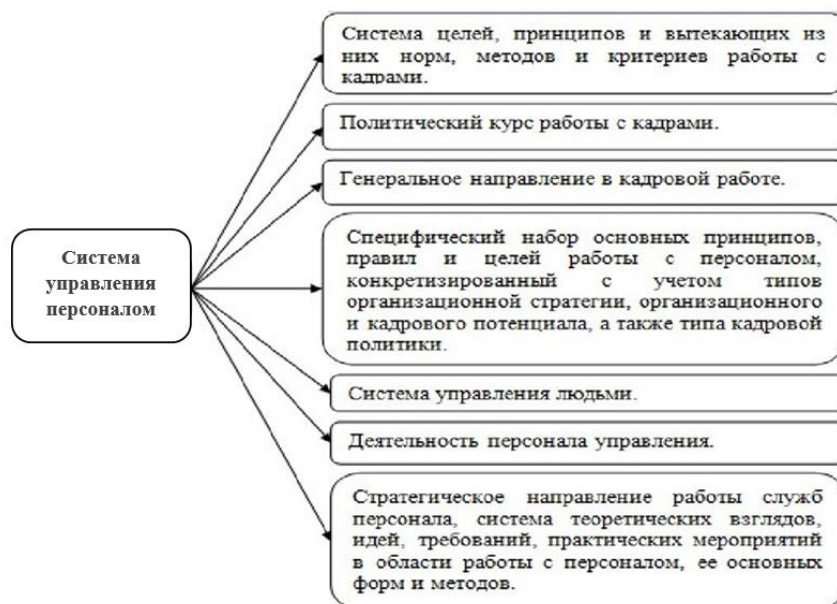 Система целей, принципов и вытекающих из
них норм, методов и критериев работы с
кадрами.
Политический курс работы с кадрами.
Генеральное направление в кадровой работе.
Система
управления
персоналом
Специфический набор основных принципов,
правил и целей работы с персоналом,
конкретизированный с учетом типов
организационной стратегии, организационного
и кадрового потенциала, а также типа кадровой
политики.
Система управления людьми.
Деятельность персонала управления.
Стратегическое направление работы служб
персонала, система теоретических взглядов,
идей, требований, практических мероприятий
в области работы с персоналом, ее основных
форм и методов.